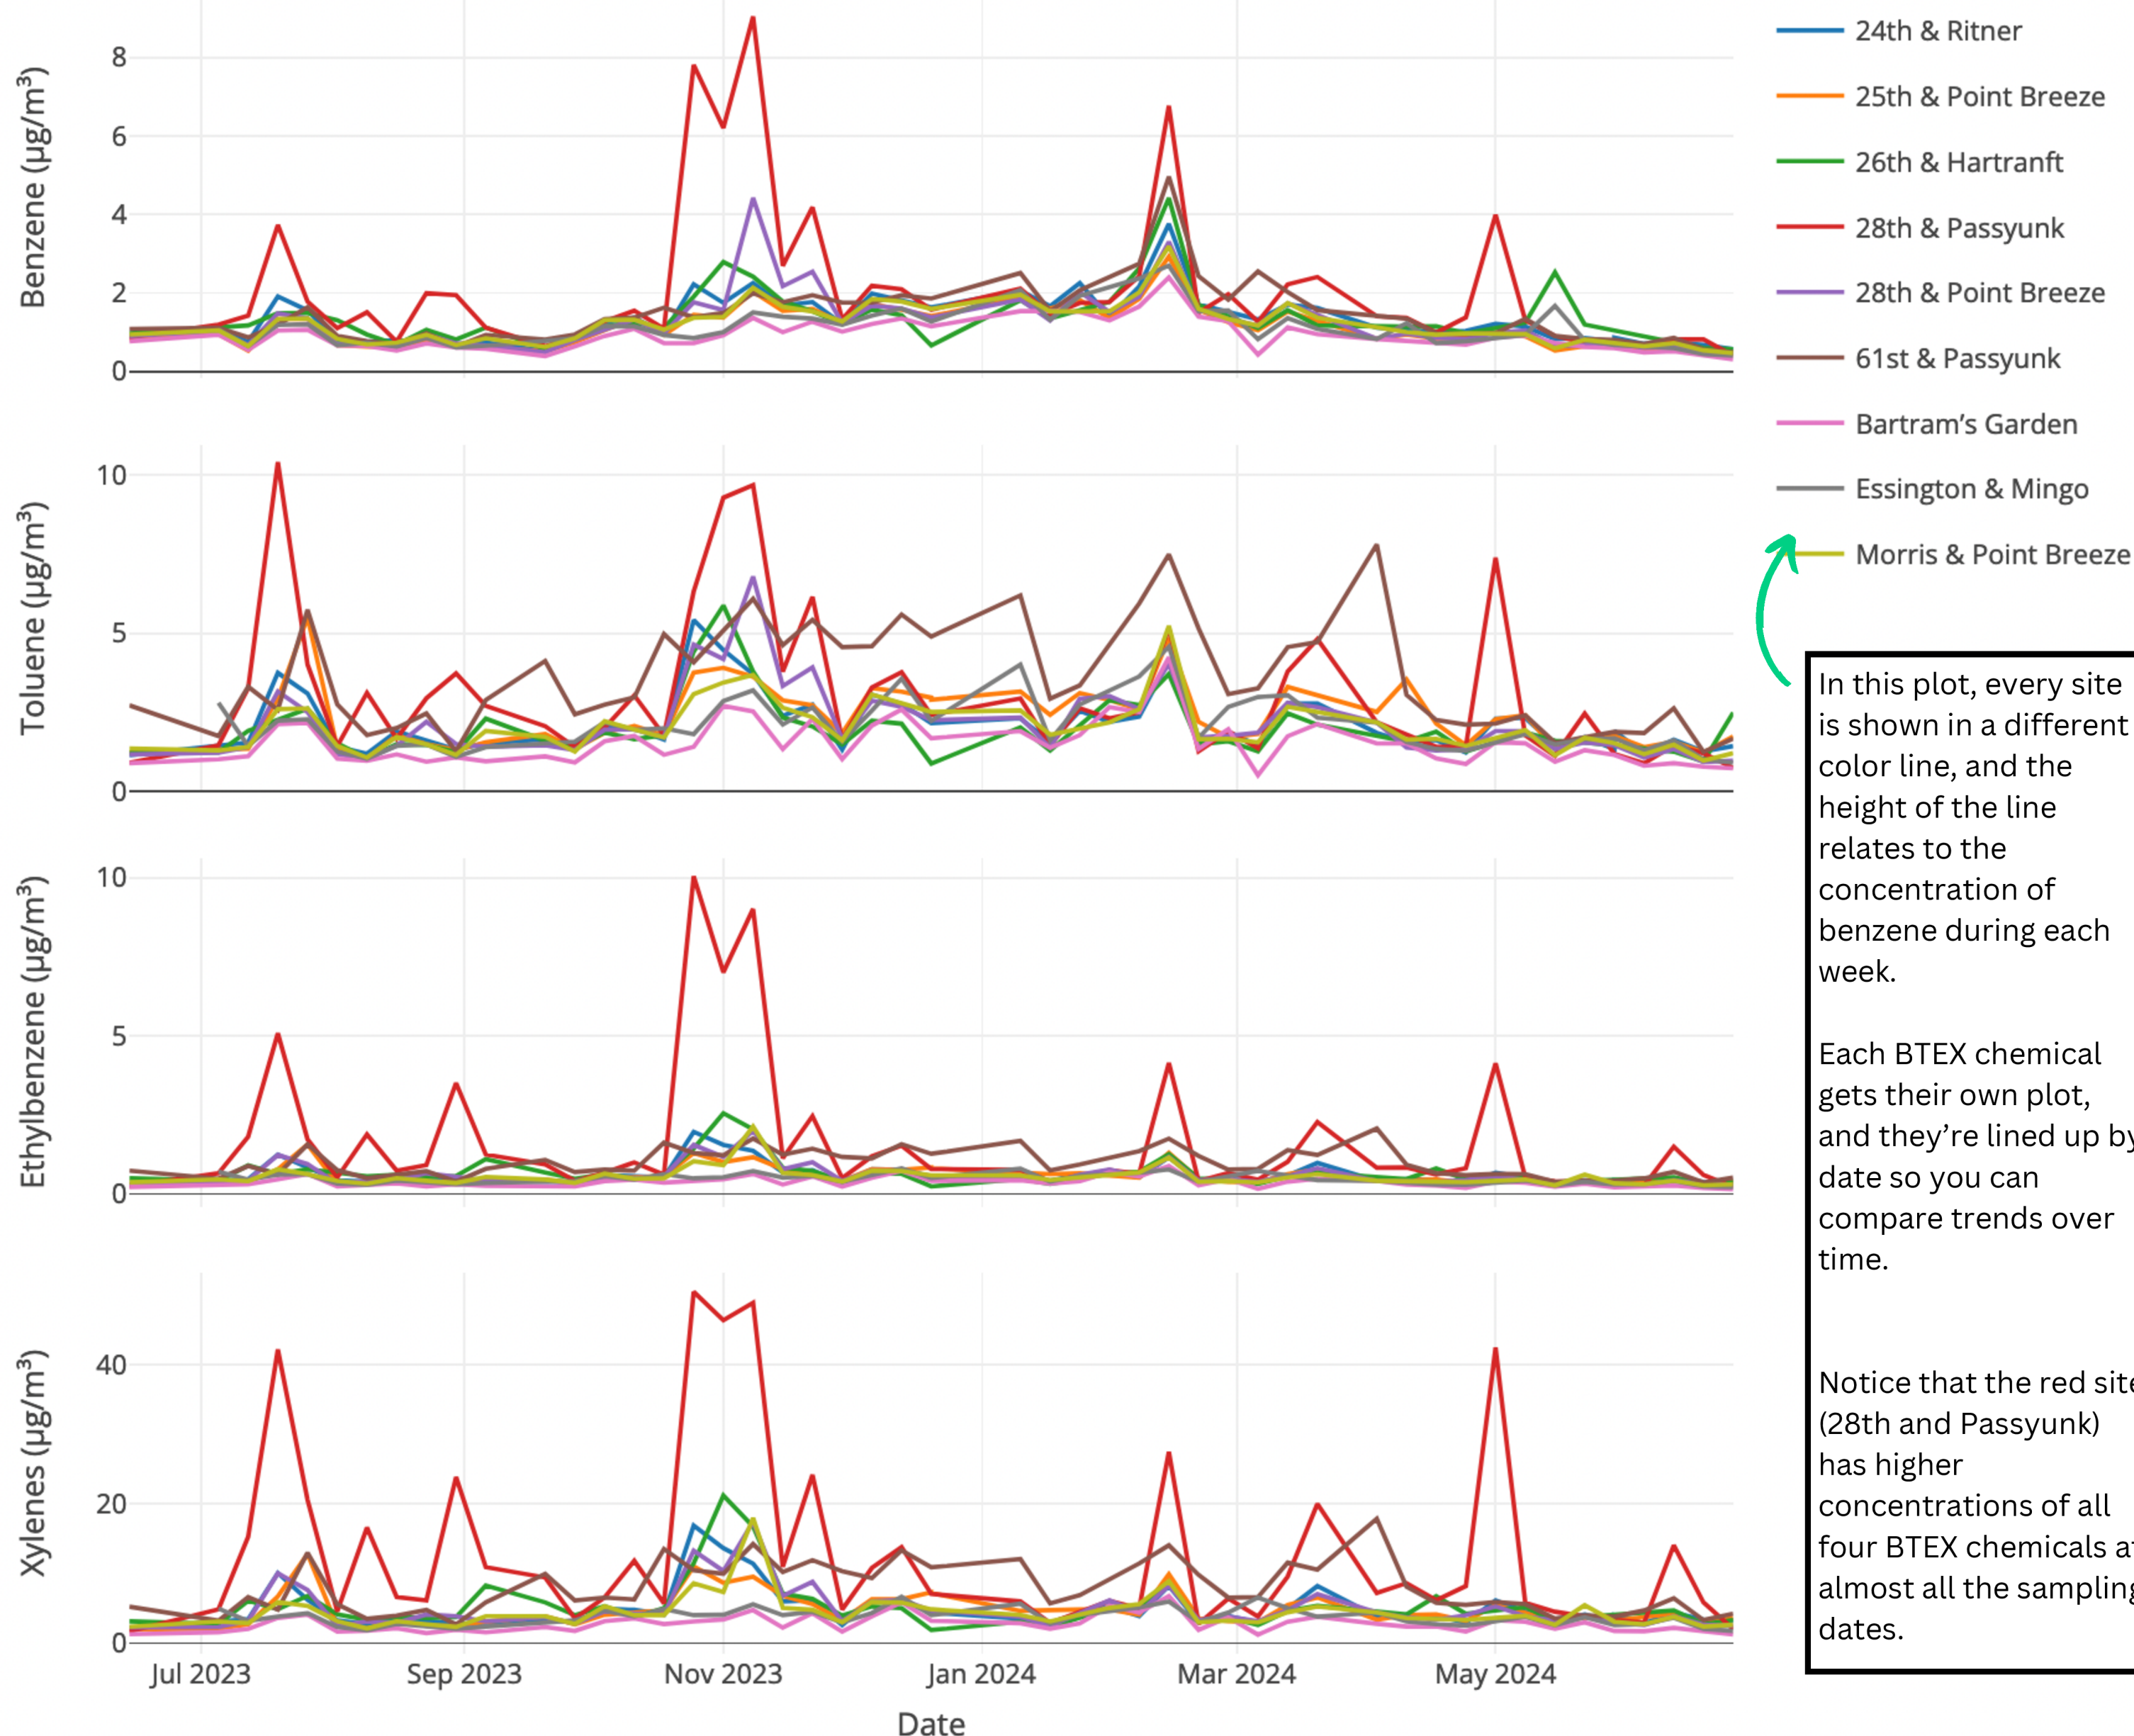 Benzene (µg/m³)
8
6
4
2
0
Toluene (µg/m³)
10
5
0
Ethylbenzene (µg/m³)
10
5
0
Xylenes (µg/m³)
40
20
0
Jul 2023
Sep 2023
Nov 2023
Jan 2024
Mar 2024
May 2024
Date
24th & Ritner
25th & Point Breeze
26th & Hartranft
28th & Passyunk
28th & Point Breeze
61st & Passyunk
Bartram’s Garden
Essington & Mingo
Morris & Point Breeze
In this plot, every site
is shown in a different
color line, and the
height of the line
relates to the
concentration of
benzene during each
week.
Each BTEX chemical
gets their own plot,
and they’re lined up by
date so you can
compare trends over
time.
Notice that the red site
(28th and Passyunk)
has higher
concentrations of all
four BTEX chemicals at
almost all the sampling
dates.